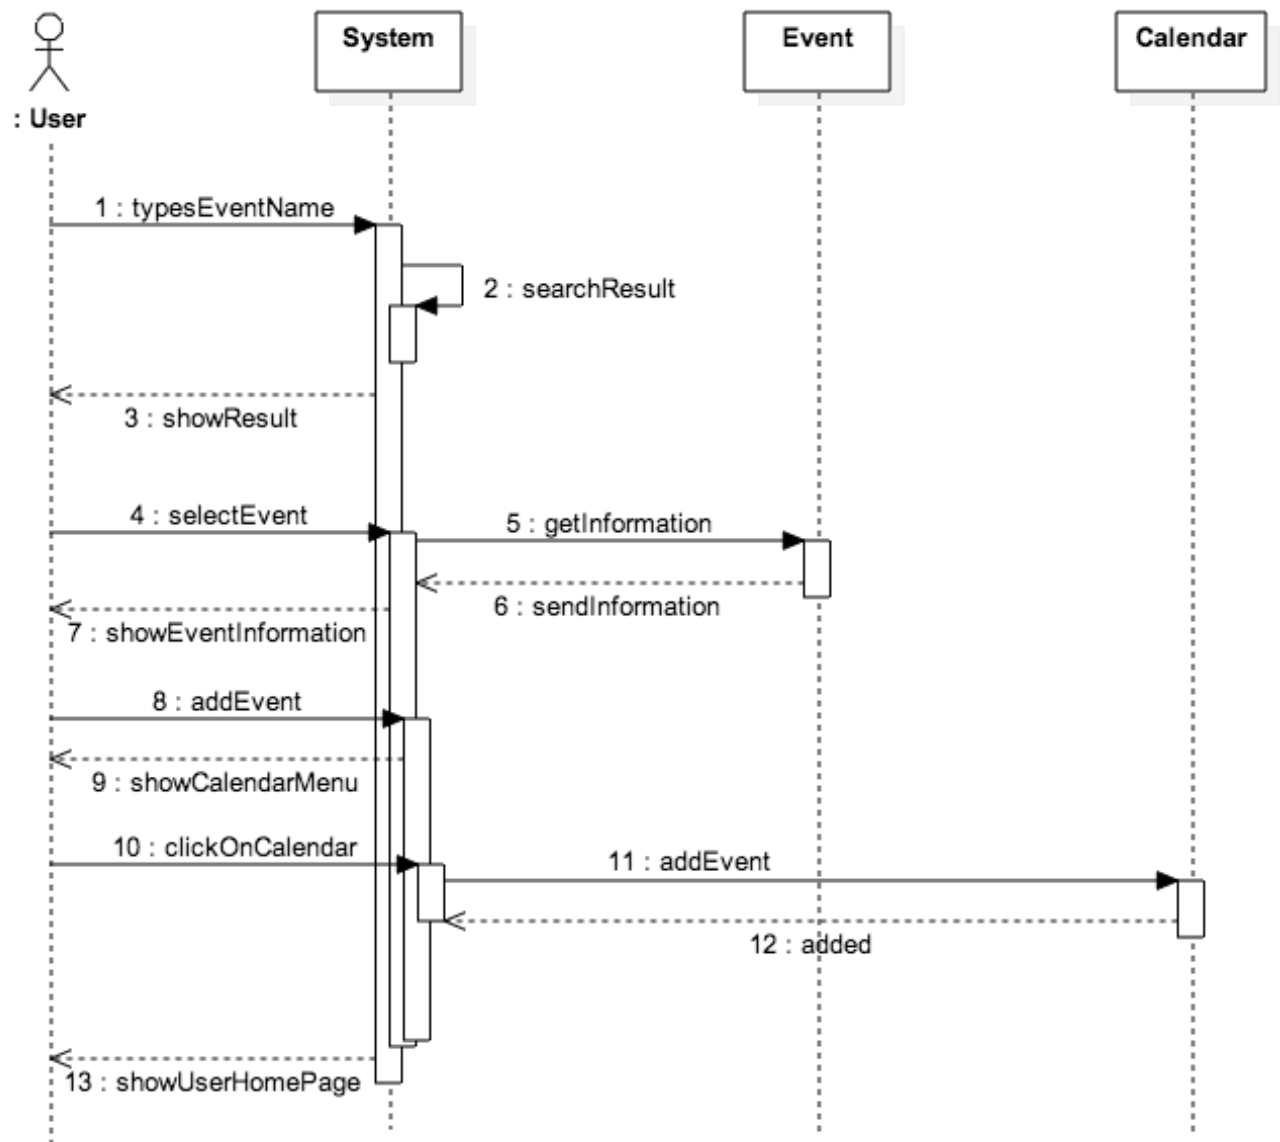 System
Event
Calendar
: User
1 : typesEventName
2 : searchResult
3 : showResult
4 : selectEvent
5 : getInformation
6 : sendInformation
7 : showEventInformation
8 : addEvent
9 : showCalendarMenu
10 : clickOnCalendar
11 : addEvent
12 : added
13 : showUserHomePage